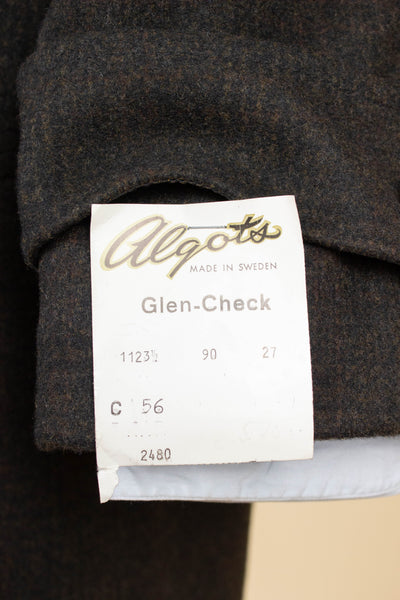 Algots
MADE IN SWEDEN
Glen-Check
1123½ 90 27
C 56
2480